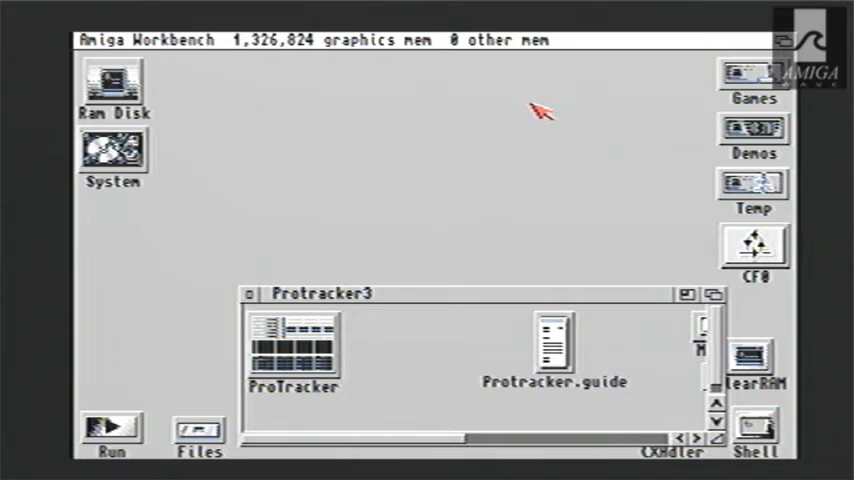 Amiga Workbench 1,326,824 graphics mem 0 other mem
AMIGA
WAVE
Ram Disk
System
Games
Demos
Temp
CF0
Protracker3
ProTracker
Protracker.guide
M
learRAM
Run
Files
CXHdler
Shell